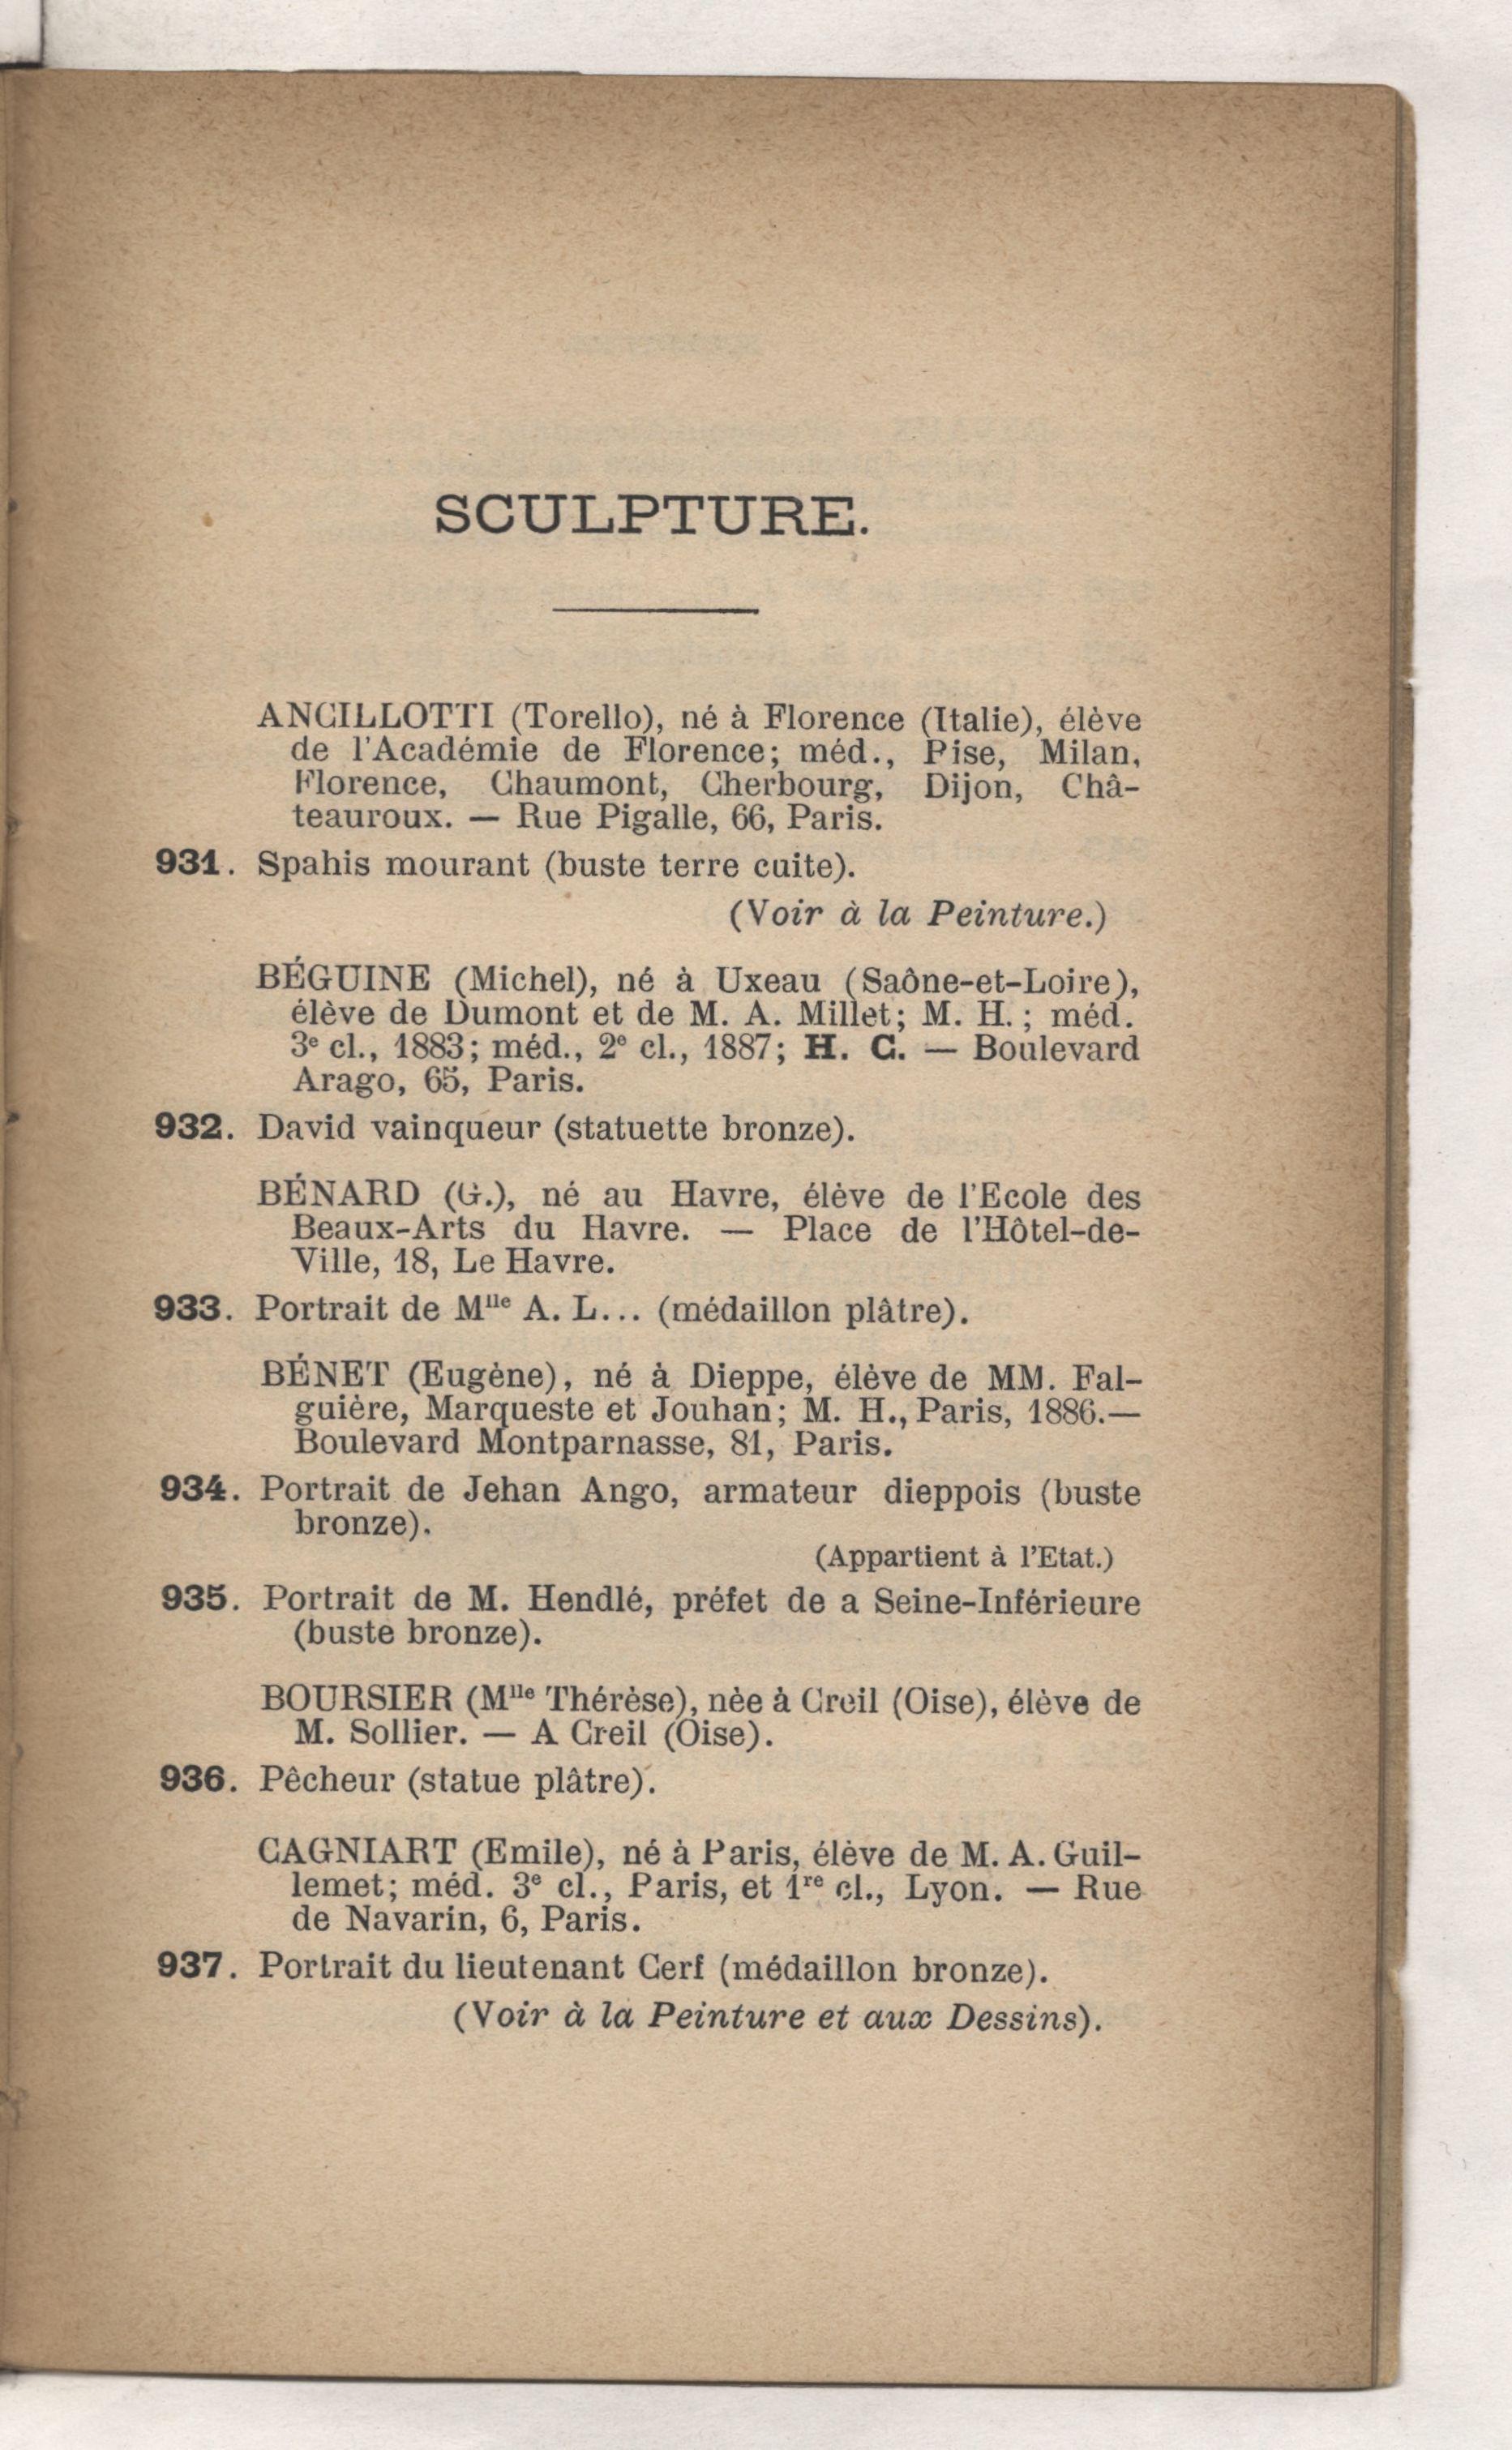 SCULPTURE.
ANCILLOTTI (Torello), né à Florence (Italie), élève
de l'Académie de Florence; méd., Pise, Milan,
Florence, Chaumont, Cherbourg, Dijon, Châ-
teauroux. — Rue Pigalle, 66, Paris.
931. Spahis mourant (buste terre cuite).
(Voir à la Peinture.)
BÉGUINE (Michel), né à Uxeau (Saône-et-Loire),
élève de Dumont et de M. A. Millet; M. H.; méd.
3e cl., 1883; méd., 2e cl., 1887; H. C. — Boulevard
Arago, 65, Paris.
932. David vainqueur (statuette bronze).
BÉNARD (G.), né au Havre, élève de l'Ecole des
Beaux-Arts du Havre. — Place de l'Hôtel-de-
Ville, 18, Le Havre.
933. Portrait de Mlle A. L... (médaillon plâtre).
BÉNET (Eugène), né à Dieppe, élève de MM. Fal-
guière, Marqueste et Jouhan; M. H., Paris, 1886.—
Boulevard Montparnasse, 81, Paris.
934. Portrait de Jehan Ango, armateur dieppois (buste
bronze).
(Appartient à l'Etat.)
935. Portrait de M. Hendlé, préfet de a Seine-Inférieure
(buste bronze).
BOURSIER (Mlle Thérèse), nèe à Creil (Oise), élève de
M. Sollier. — A Creil (Oise).
936. Pêcheur (statue plâtre).
CAGNIART (Emile), né à Paris, élève de M. A. Guil-
lemet; méd. 3e cl., Paris, et 1re cl., Lyon. — Rue
de Navarin, 6, Paris.
937. Portrait du lieutenant Cerf (médaillon bronze).
(Voir à la Peinture et aux Dessins).